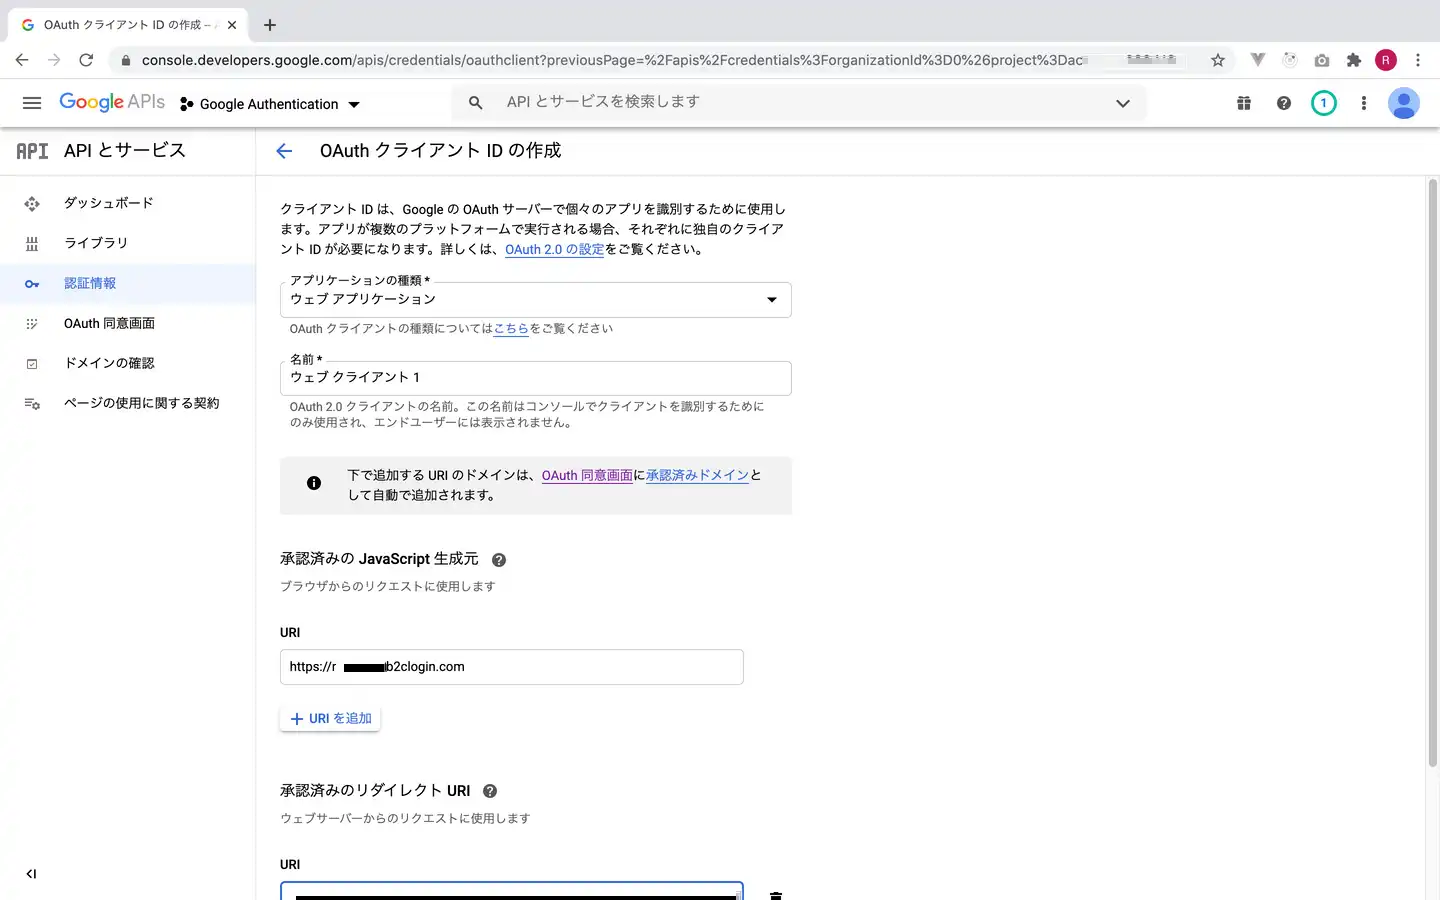 OAuth クライアント ID の作成 –
console.developers.google.com/apis/credentials/oauthclient?previousPage=%2Fapis%2Fcredentials%3ForganizationId%3D0%26project%3Dac
R
Google APIs
Google Authentication
API とサービスを検索します
1
API API とサービス
OAuth クライアント ID の作成
ダッシュボード
ライブラリ
認証情報
OAuth 同意画面
ドメインの確認
ページの使用に関する契約
クライアント ID は、Google の OAuth サーバーで個々のアプリを識別するために使用し
ます。アプリが複数のプラットフォームで実行される場合、それぞれに独自のクライア
ント ID が必要になります。詳しくは、OAuth 2.0 の設定をご覧ください。
アプリケーションの種類 *
ウェブ アプリケーション
OAuth クライアントの種類についてはこちらをご覧ください
名前 *
ウェブ クライアント 1
OAuth 2.0 クライアントの名前。この名前はコンソールでクライアントを識別するために
のみ使用され、エンドユーザーには表示されません。
下で追加する URI のドメインは、OAuth 同意画面に承認済みドメインと
して自動で追加されます。
承認済みの JavaScript 生成元
ブラウザからのリクエストに使用します
URI
https://r b2clogin.com
+ URI を追加
承認済みのリダイレクト URI
ウェブサーバーからのリクエストに使用します
URI